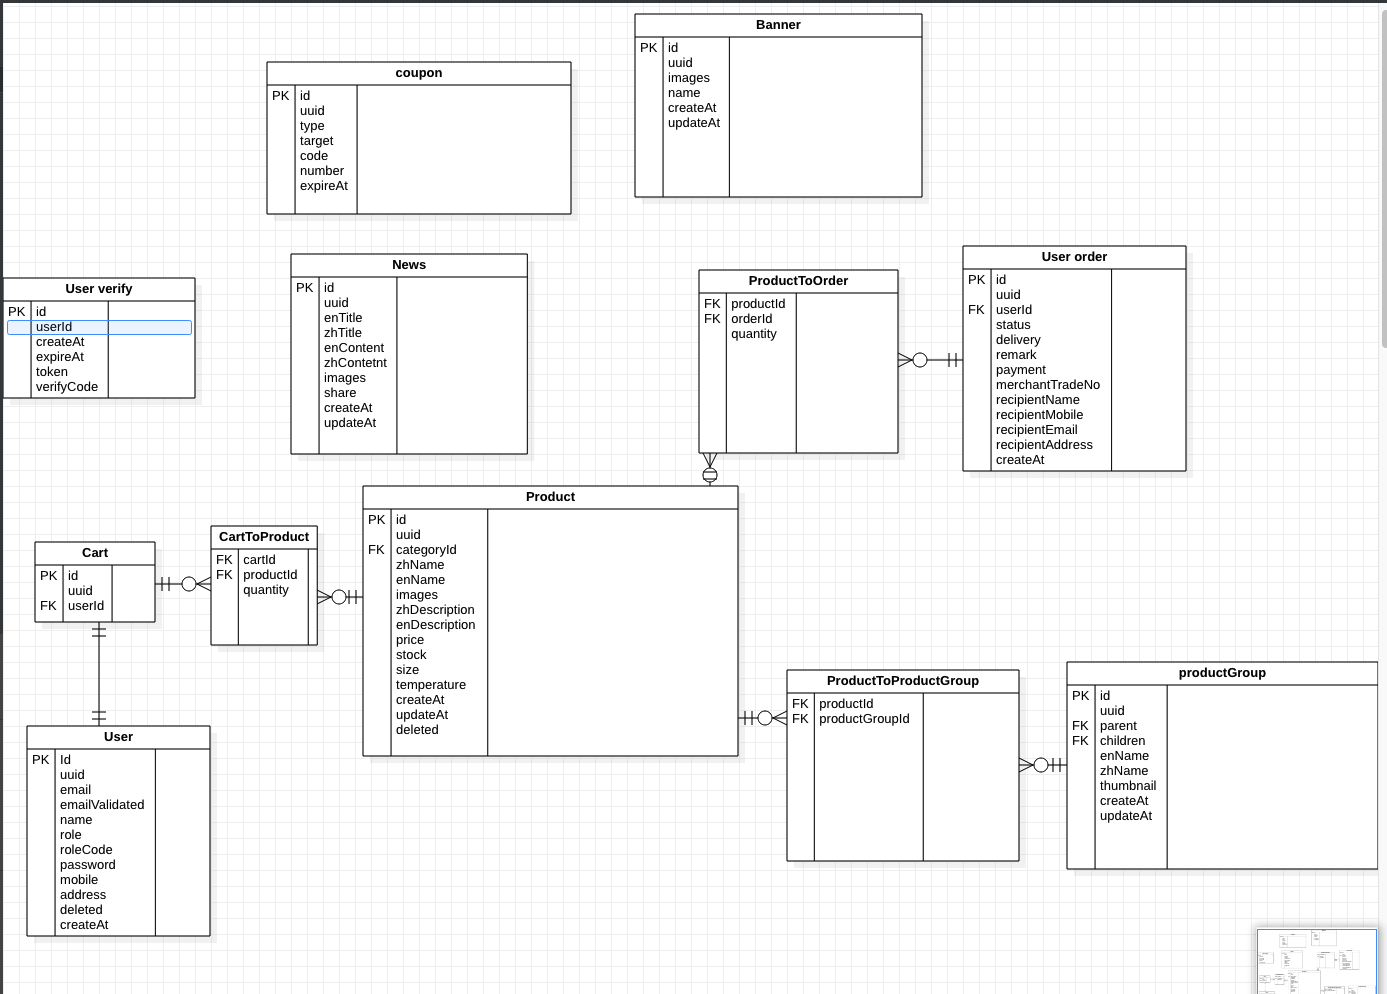 Banner
PK id
uuid
images
name
createAt
updateAt
coupon
PK id
uuid
type
target
code
number
expireAt
User verify
PK id
userId
createAt
expireAt
token
verifyCode
News
PK id
uuid
enTitle
zhTitle
enContent
zhContetnt
images
share
createAt
updateAt
ProductToOrder
FK productId
FK orderId
quantity
User order
PK id
uuid
FK userId
status
delivery
remark
payment
merchantTradeNo
recipientName
recipientMobile
recipientEmail
recipientAddress
createAt
Cart
PK id
uuid
FK userId
CartToProduct
FK cartId
FK productId
quantity
Product
PK id
uuid
FK categoryId
zhName
enName
images
zhDescription
enDescription
price
stock
size
temperature
createAt
updateAt
deleted
ProductToProductGroup
FK productId
FK productGroupId
productGroup
PK id
uuid
FK parent
FK children
enName
zhName
thumbnail
createAt
updateAt
User
PK Id
uuid
email
emailValidated
name
role
roleCode
password
mobile
address
deleted
createAt